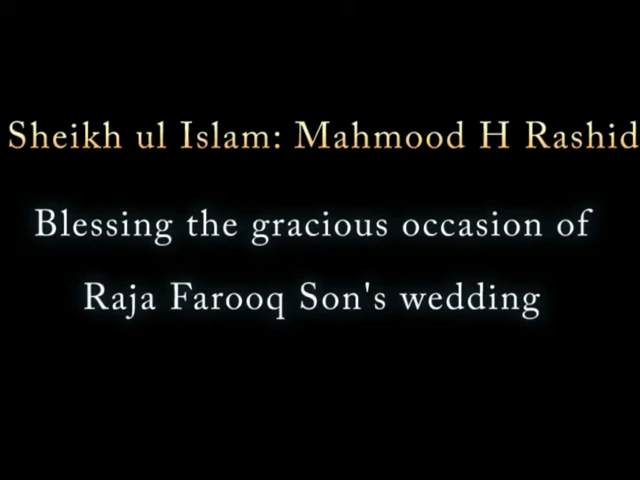 Sheikh ul Islam: Mahmood H Rashid
Blessing the gracious occasion of
Raja Farooq Son's wedding